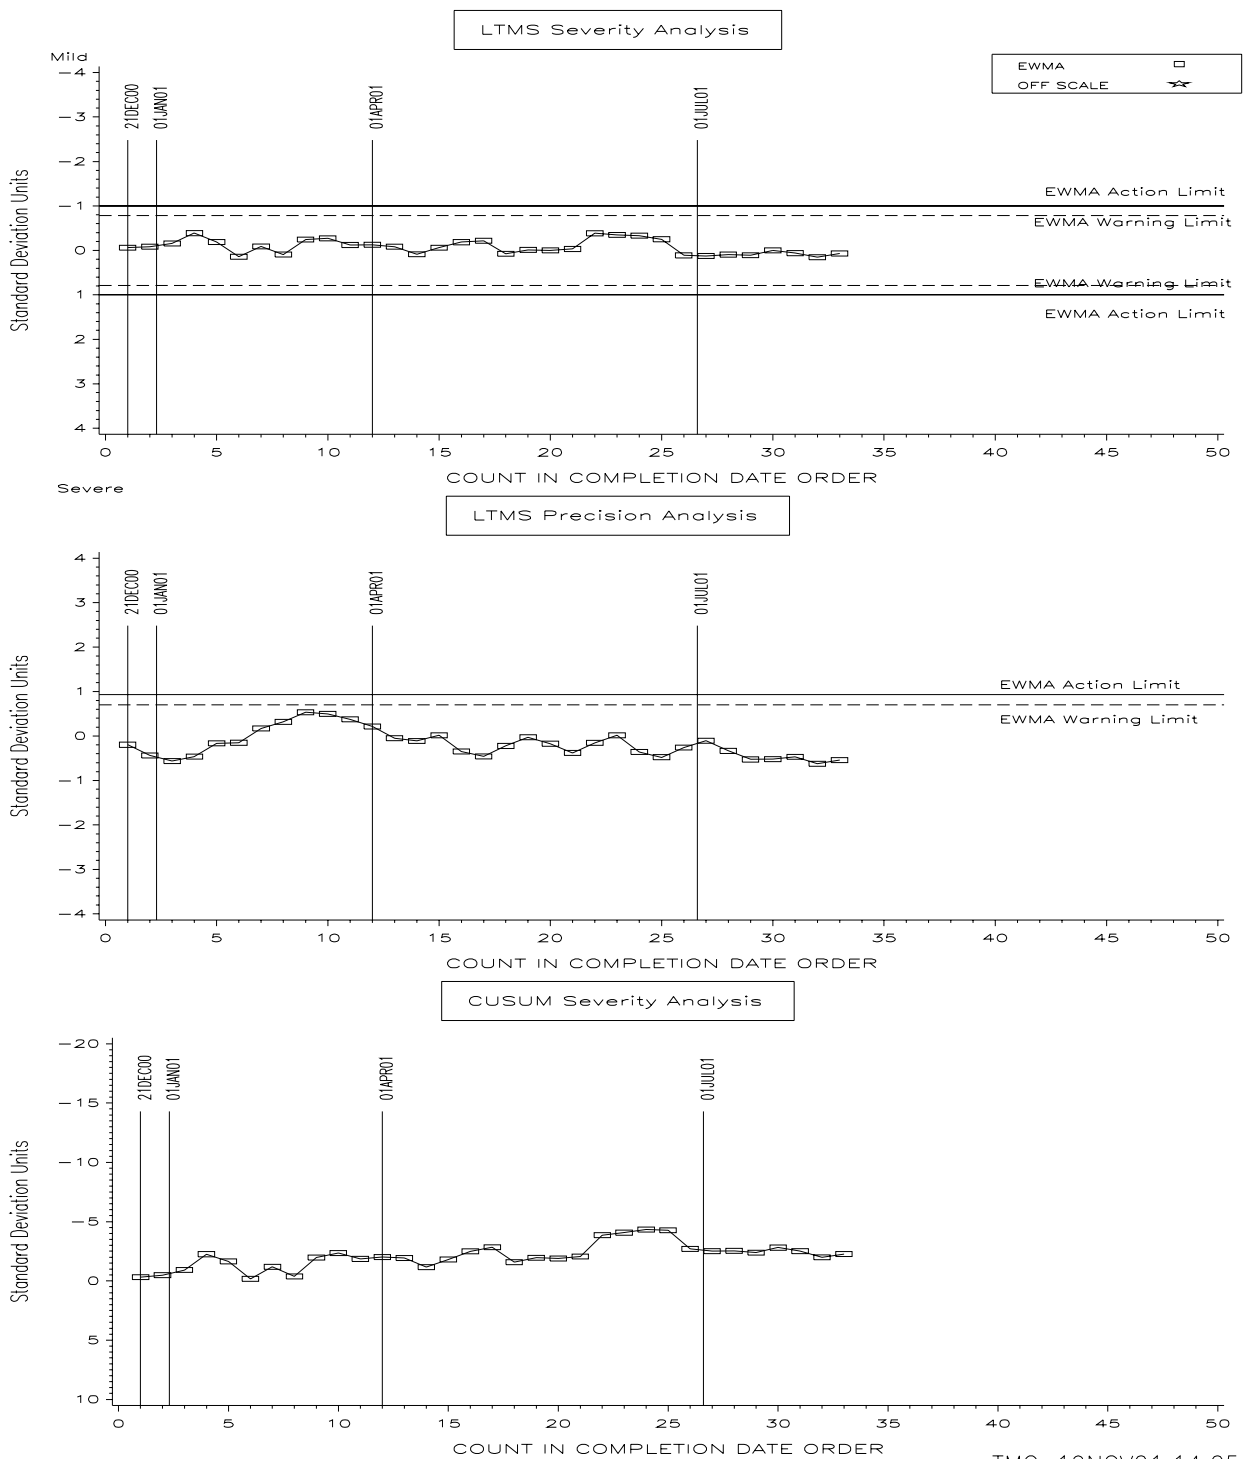 LTMS Severity Analysis
Mild
EWMA
OFF SCALE
−4
−3
−2
−1
0
1
2
3
4
Standard Deviation Units
21DEC00
01JAN01
01APR01
01JUL01
EWMA Action Limit
EWMA Warning Limit
EWMA Warning Limit
EWMA Action Limit
0 5 10 15 20 25 30 35 40 45 50
COUNT IN COMPLETION DATE ORDER
Severe
LTMS Precision Analysis
4
3
2
1
0
−1
−2
−3
−4
Standard Deviation Units
21DEC00
01JAN01
01APR01
01JUL01
EWMA Action Limit
EWMA Warning Limit
0 5 10 15 20 25 30 35 40 45 50
COUNT IN COMPLETION DATE ORDER
CUSUM Severity Analysis
−20
−15
−10
−5
0
5
10
Standard Deviation Units
21DEC00
01JAN01
01APR01
01JUL01
0 5 10 15 20 25 30 35 40 45 50
COUNT IN COMPLETION DATE ORDER